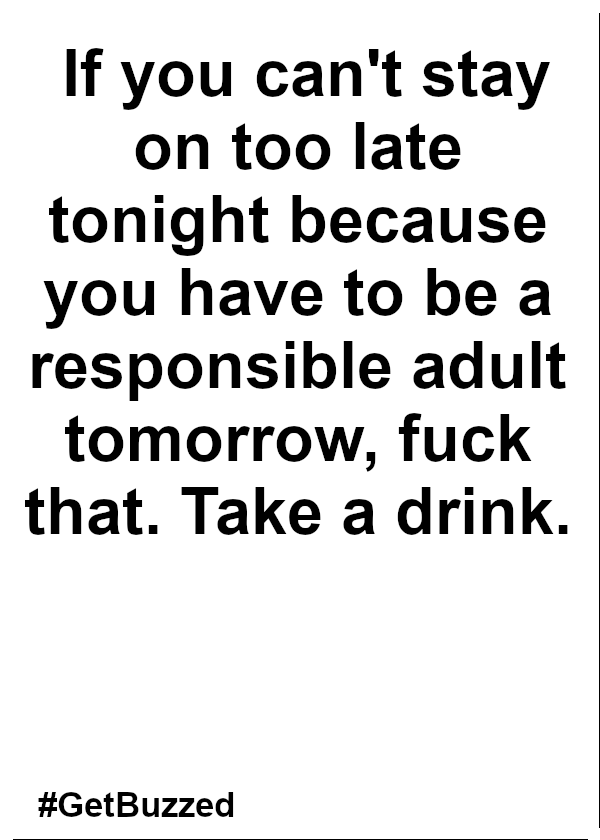 If you can't stay
on too late
tonight because
you have to be a
responsible adult
tomorrow, fuck
that. Take a drink.
#GetBuzzed